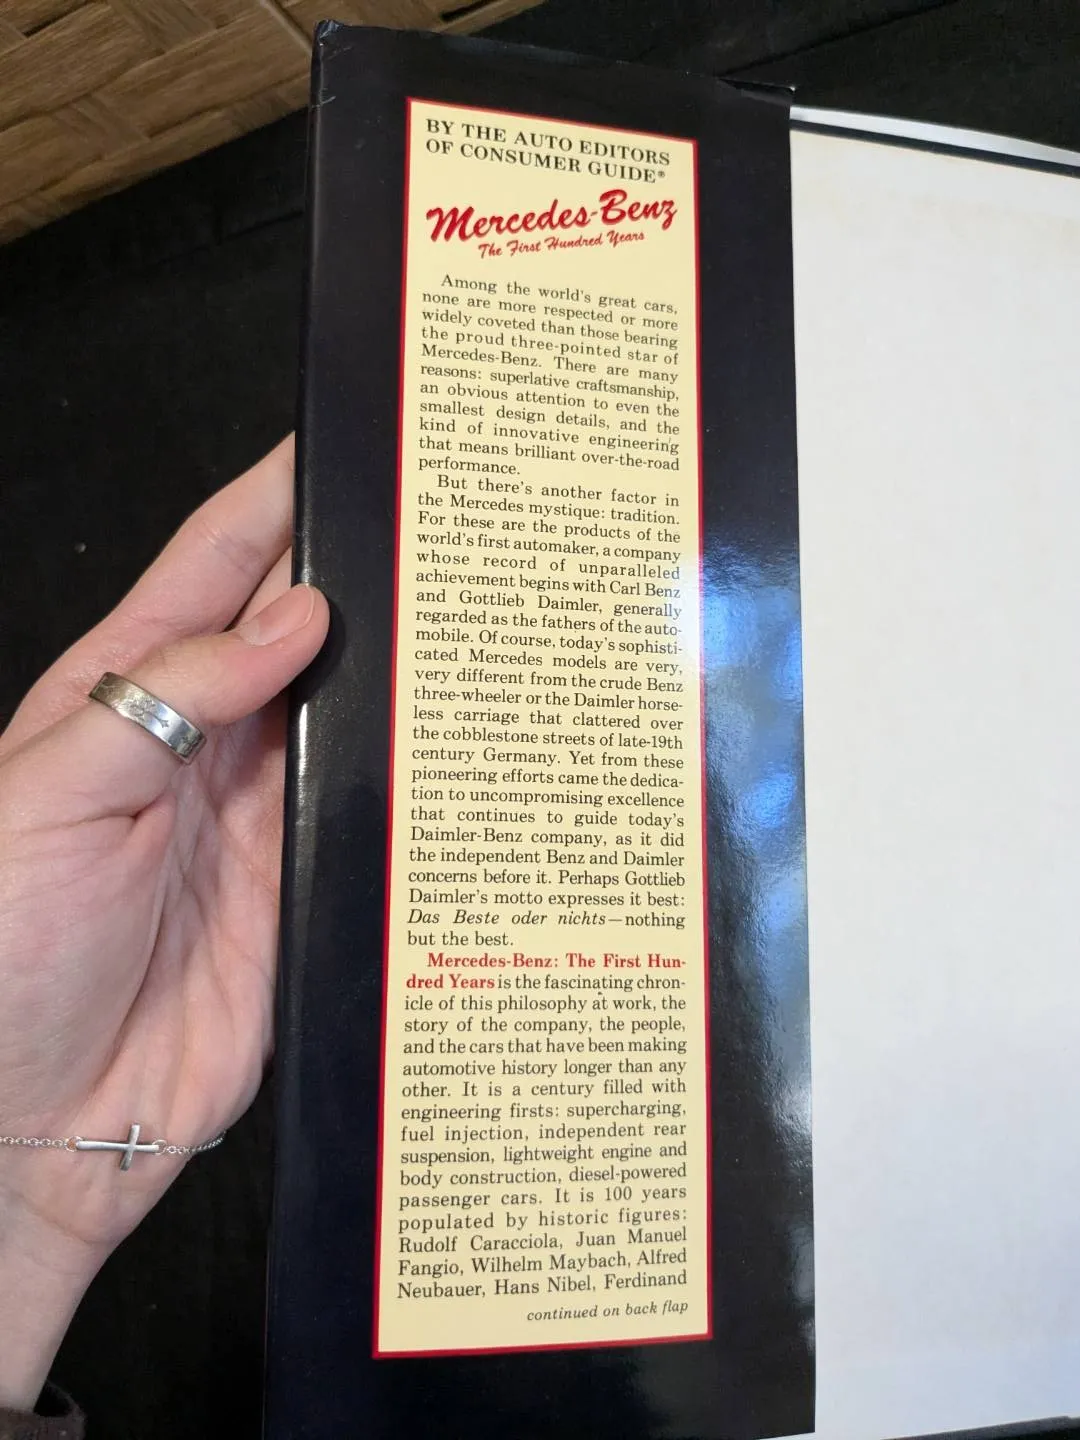 BY THE AUTO EDITORS
OF CONSUMER GUIDE®
Mercedes-Benz
The First Hundred Years
Among the world's great cars,
none are more respected or more
widely coveted than those bearing
the proud three-pointed star of
Mercedes-Benz. There are many
reasons: superlative craftsmanship,
an obvious attention to even the
smallest design details, and the
kind of innovative engineering
that means brilliant over-the-road
performance.
But there's another factor in
the Mercedes mystique: tradition.
For these are the products of the
world's first automaker, a company
whose record of unparalleled
achievement begins with Carl Benz
and Gottlieb Daimler, generally
regarded as the fathers of the auto-
mobile. Of course, today's sophisti-
cated Mercedes models are very,
very different from the crude Benz
three-wheeler or the Daimler horse-
less carriage that clattered over
the cobblestone streets of late-19th
century Germany. Yet from these
pioneering efforts came the dedica-
tion to uncompromising excellence
that continues to guide today's
Daimler-Benz company, as it did
the independent Benz and Daimler
concerns before it. Perhaps Gottlieb
Daimler's motto expresses it best:
Das Beste oder nichts—nothing
but the best.
Mercedes-Benz: The First Hun-
dred Years is the fascinating chron-
icle of this philosophy at work, the
story of the company, the people,
and the cars that have been making
automotive history longer than any
other. It is a century filled with
engineering firsts: supercharging,
fuel injection, independent rear
suspension, lightweight engine and
body construction, diesel-powered
passenger cars. It is 100 years
populated by historic figures:
Rudolf Caracciola, Juan Manuel
Fangio, Wilhelm Maybach, Alfred
Neubauer, Hans Nibel, Ferdinand
continued on back flap